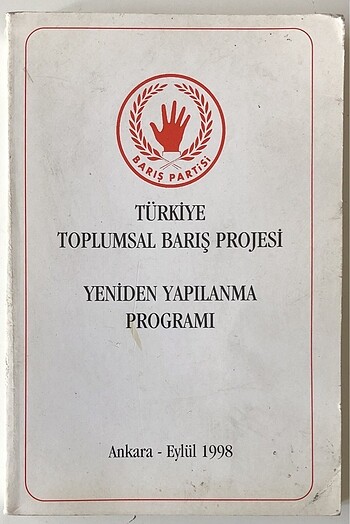 BARIŞ PARTİSİ
TÜRKİYE
TOPLUMSAL BARIŞ PROJESİ
YENİDEN YAPILANMA
PROGRAMI
Ankara - Eylül 1998